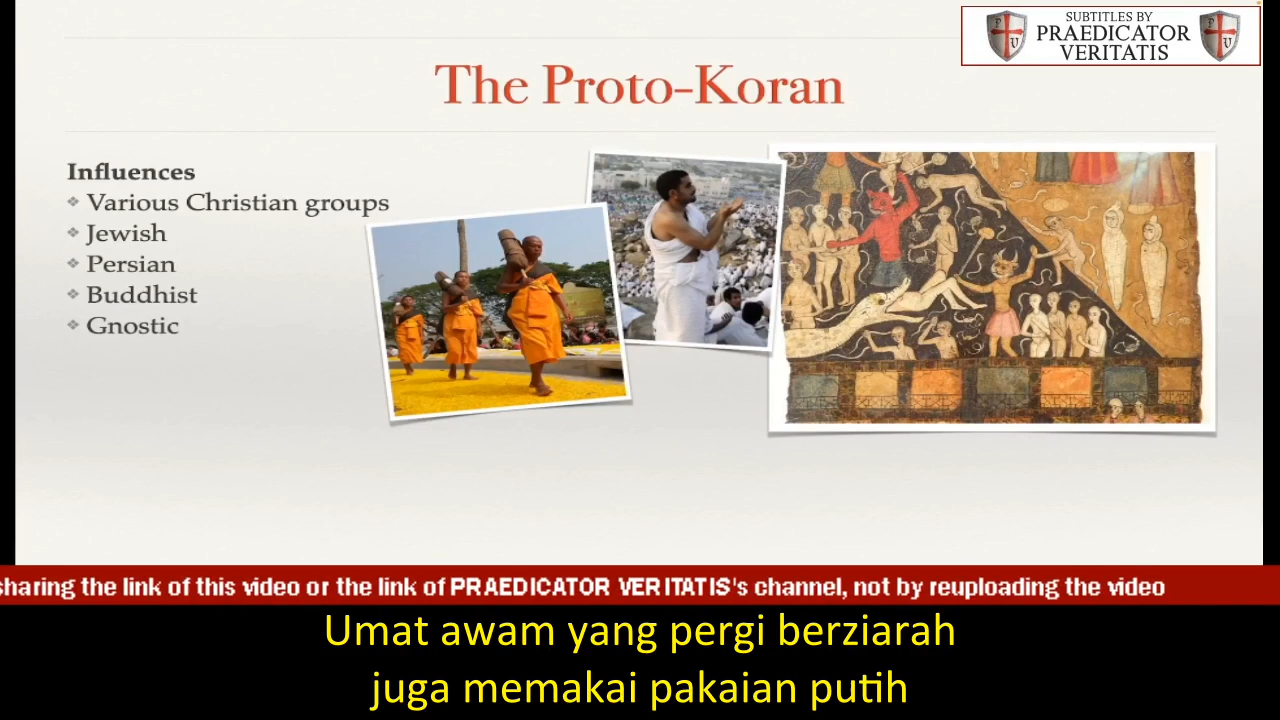 SUBTITLES BY
PRAEDICATOR
VERITATIS
The Proto-Koran
Influences
Various Christian groups
Jewish
Persian
Buddhist
Gnostic
sharing the link of this video or the link of PRAEDICATOR VERITATIS's channel, not by reuploading the video
Umat awam yang pergi berziarah
juga memakai pakaian putih